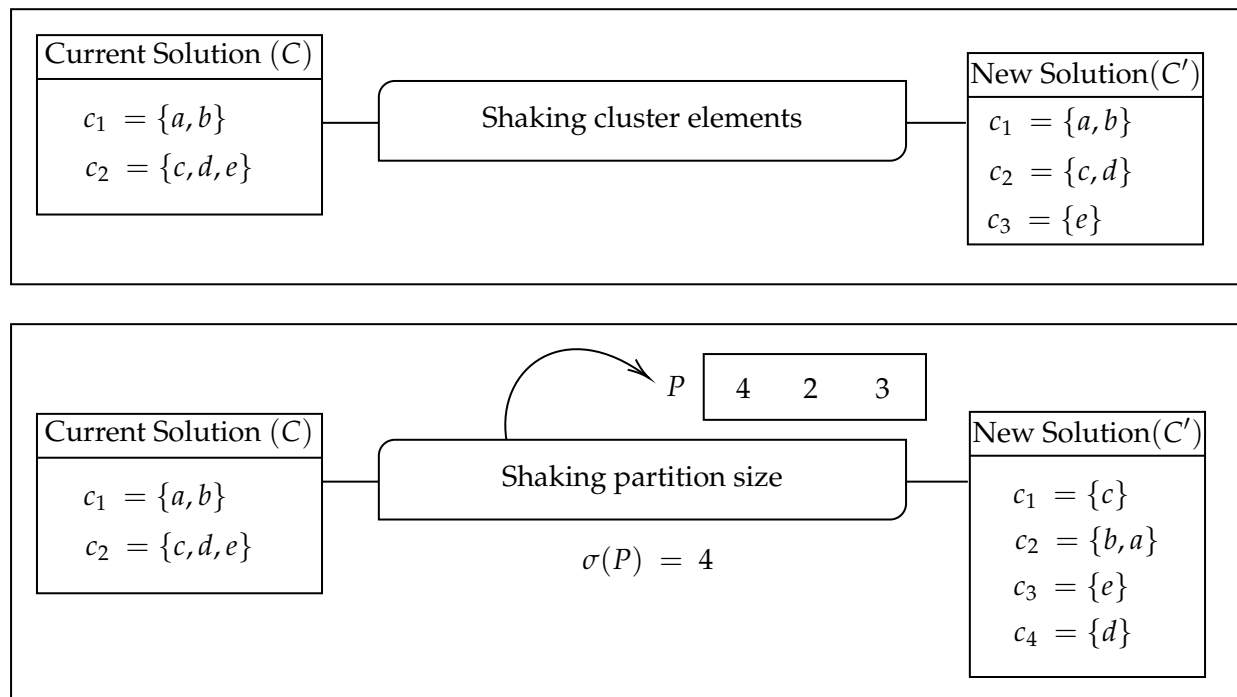 Current Solution (C)
c₁ = {a, b}
c₂ = {c, d, e}
Shaking cluster elements
New Solution(C′)
c₁ = {a, b}
c₂ = {c, d}
c₃ = {e}
P 4 2 3
Current Solution (C)
c₁ = {a, b}
c₂ = {c, d, e}
Shaking partition size
σ(P) = 4
New Solution(C′)
c₁ = {c}
c₂ = {b, a}
c₃ = {e}
c₄ = {d}